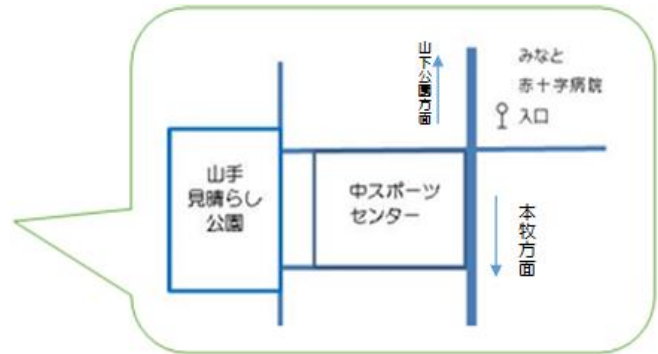 山下公園方面
みなと
赤十字病院
入口
山手
見晴らし
公園
中スポーツ
センター
本牧方面